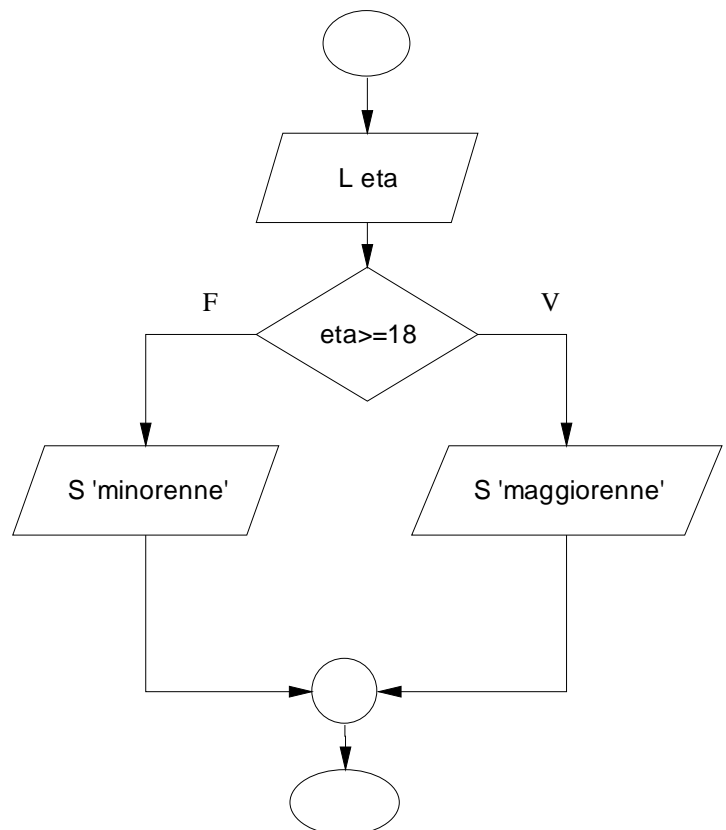 L eta
F
V
eta>=18
S 'minorenne'
S 'maggiorenne'